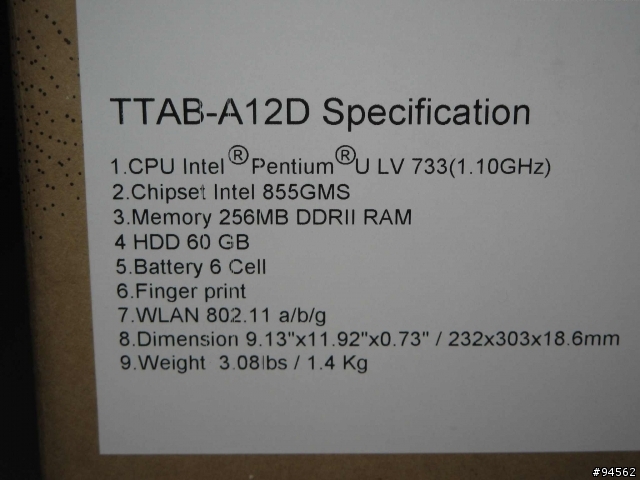 TTAB-A12D Specification
1.CPU Intel®Pentium®U LV 733(1.10GHz)
2.Chipset Intel 855GMS
3.Memory 256MB DDRII RAM
4 HDD 60 GB
5.Battery 6 Cell
6.Finger print
7.WLAN 802.11 a/b/g
8.Dimension 9.13"x11.92"x0.73" / 232x303x18.6mm
9.Weight 3.08lbs / 1.4 Kg
#94562